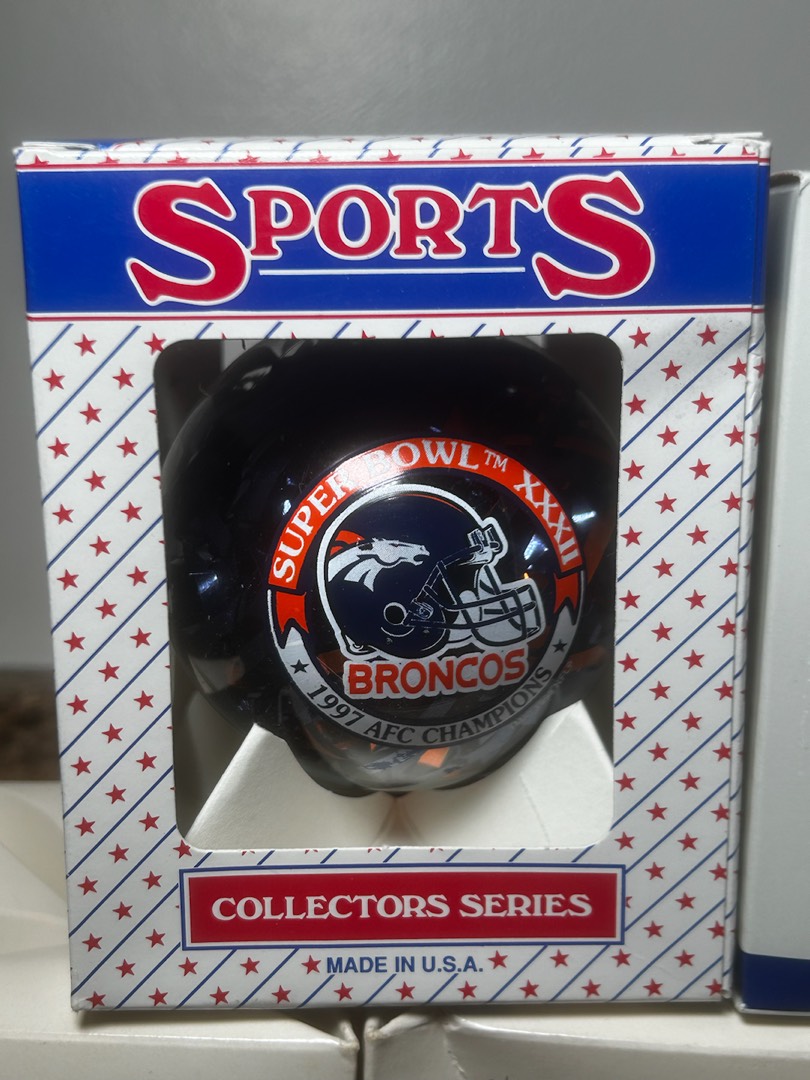 SPORTS
SUPER BOWL™ XXXII
BRONCOS
1997 AFC CHAMPIONS
COLLECTORS SERIES
MADE IN U.S.A.